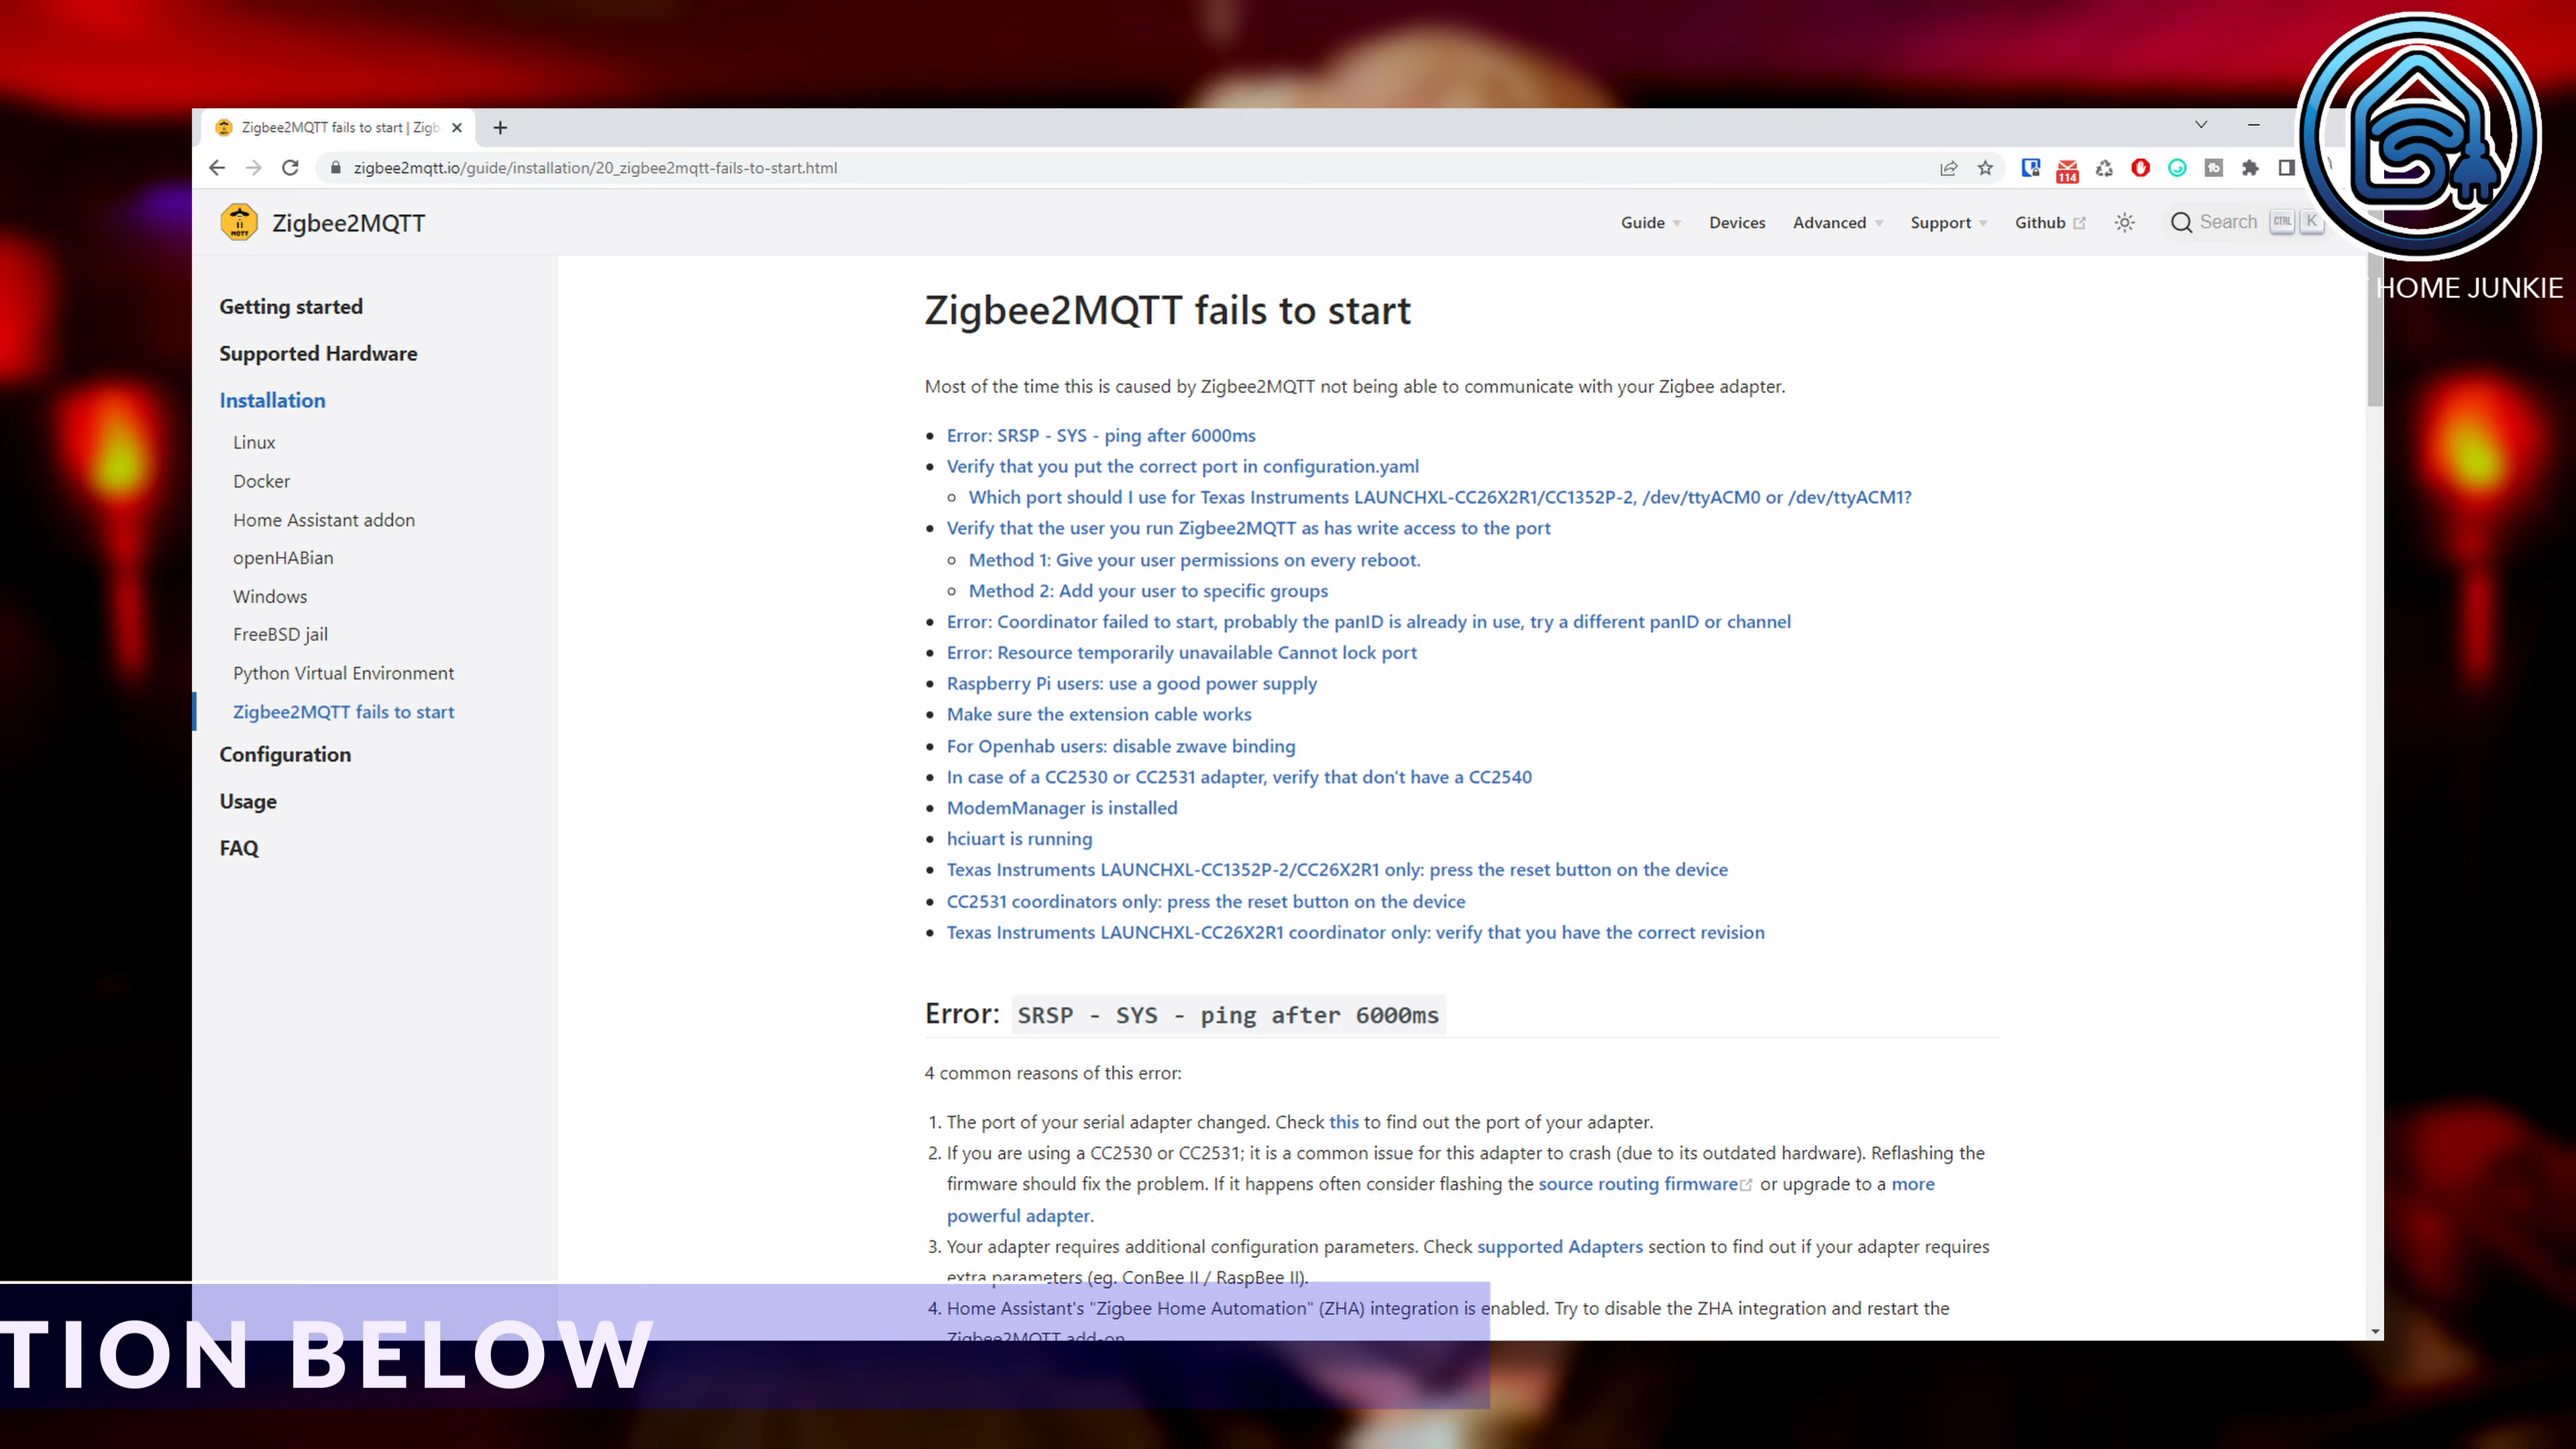 Zigbee2MQTT fails to start | Zigb
zigbee2mqtt.io/guide/installation/20_zigbee2mqtt-fails-to-start.html
114
MQTT
Zigbee2MQTT
Guide
Devices
Advanced
Support
Github
Search
CTRL
K
HOME JUNKIE
Getting started
Supported Hardware
Installation
Linux
Docker
Home Assistant addon
openHABian
Windows
FreeBSD jail
Python Virtual Environment
Zigbee2MQTT fails to start
Configuration
Usage
FAQ
Zigbee2MQTT fails to start
Most of the time this is caused by Zigbee2MQTT not being able to communicate with your Zigbee adapter.
Error: SRSP - SYS - ping after 6000ms
Verify that you put the correct port in configuration.yaml
Which port should I use for Texas Instruments LAUNCHXL-CC26X2R1/CC1352P-2, /dev/ttyACM0 or /dev/ttyACM1?
Verify that the user you run Zigbee2MQTT as has write access to the port
Method 1: Give your user permissions on every reboot.
Method 2: Add your user to specific groups
Error: Coordinator failed to start, probably the panID is already in use, try a different panID or channel
Error: Resource temporarily unavailable Cannot lock port
Raspberry Pi users: use a good power supply
Make sure the extension cable works
For Openhab users: disable zwave binding
In case of a CC2530 or CC2531 adapter, verify that don't have a CC2540
ModemManager is installed
hciuart is running
Texas Instruments LAUNCHXL-CC1352P-2/CC26X2R1 only: press the reset button on the device
CC2531 coordinators only: press the reset button on the device
Texas Instruments LAUNCHXL-CC26X2R1 coordinator only: verify that you have the correct revision
Error: SRSP - SYS - ping after 6000ms
4 common reasons of this error:
1. The port of your serial adapter changed. Check this to find out the port of your adapter.
2. If you are using a CC2530 or CC2531; it is a common issue for this adapter to crash (due to its outdated hardware). Reflashing the
firmware should fix the problem. If it happens often consider flashing the source routing firmware or upgrade to a more
powerful adapter.
3. Your adapter requires additional configuration parameters. Check supported Adapters section to find out if your adapter requires
extra parameters (eg. ConBee II / RaspBee II).
4. Home Assistant's "Zigbee Home Automation" (ZHA) integration is enabled. Try to disable the ZHA integration and restart the
Zigbee2MQTT add-on.
TION BELOW